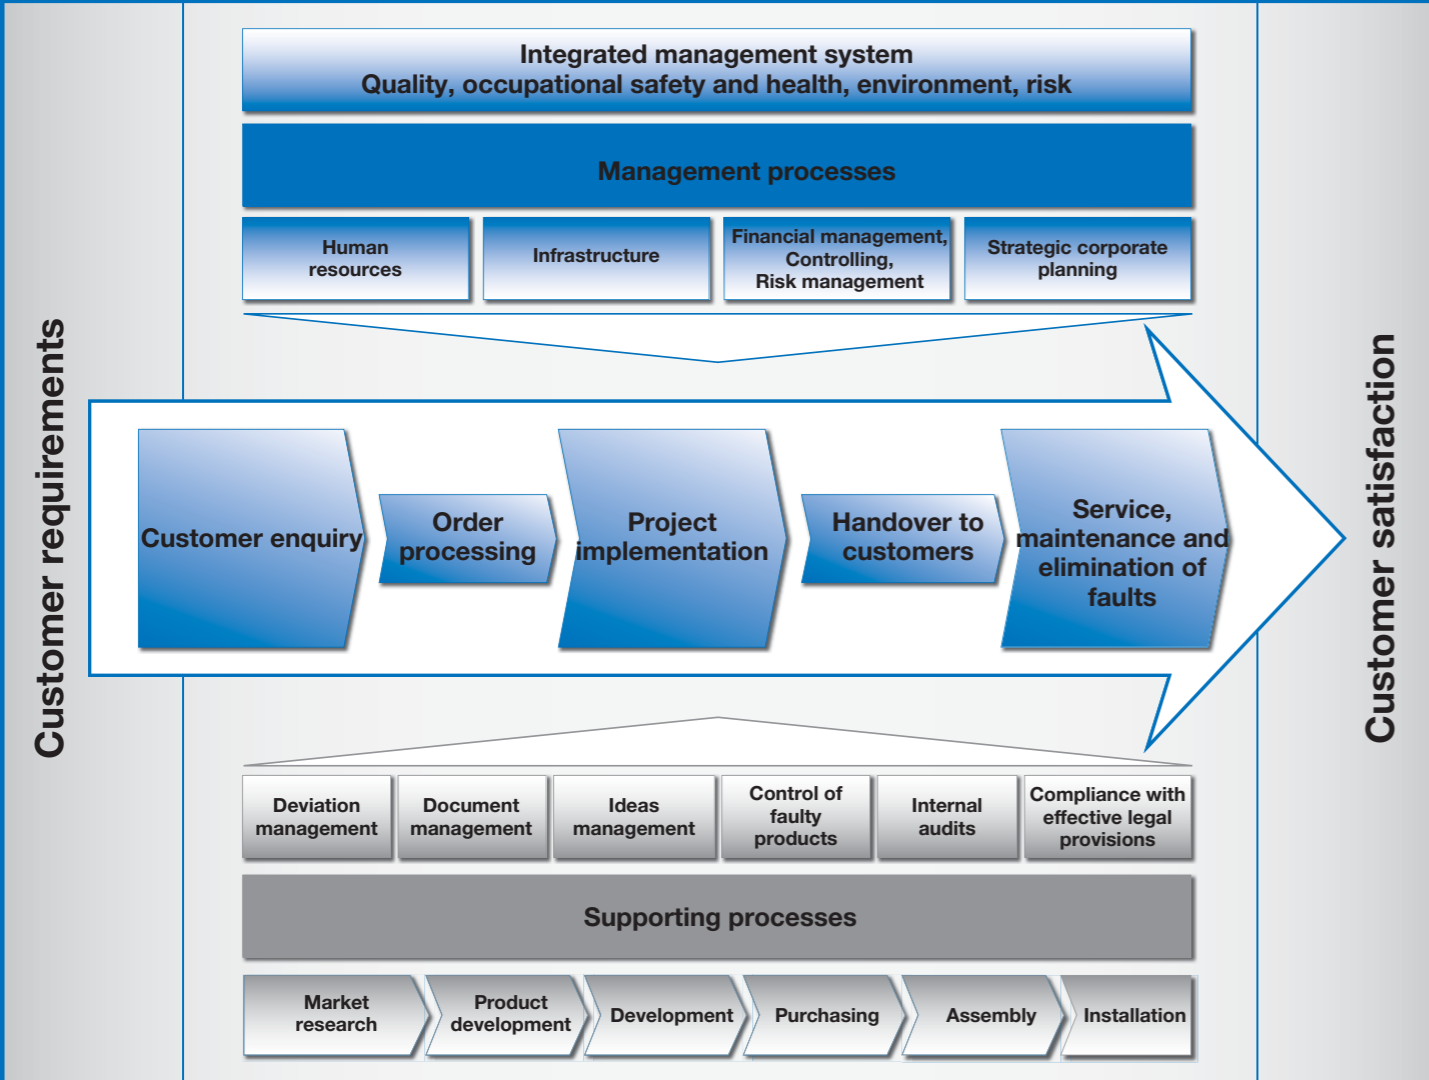 Integrated management system
Quality, occupational safety and health, environment, risk
Management processes
Human
resources
Infrastructure
Financial management,
Controlling,
Risk management
Strategic corporate
planning
Customer requirements
Customer enquiry
Order
processing
Project
implementation
Handover to
customers
Service,
maintenance and
elimination of
faults
Customer satisfaction
Deviation
management
Document
management
Ideas
management
Control of
faulty
products
Internal
audits
Compliance with
effective legal
provisions
Supporting processes
Market
research
Product
development
Development
Purchasing
Assembly
Installation